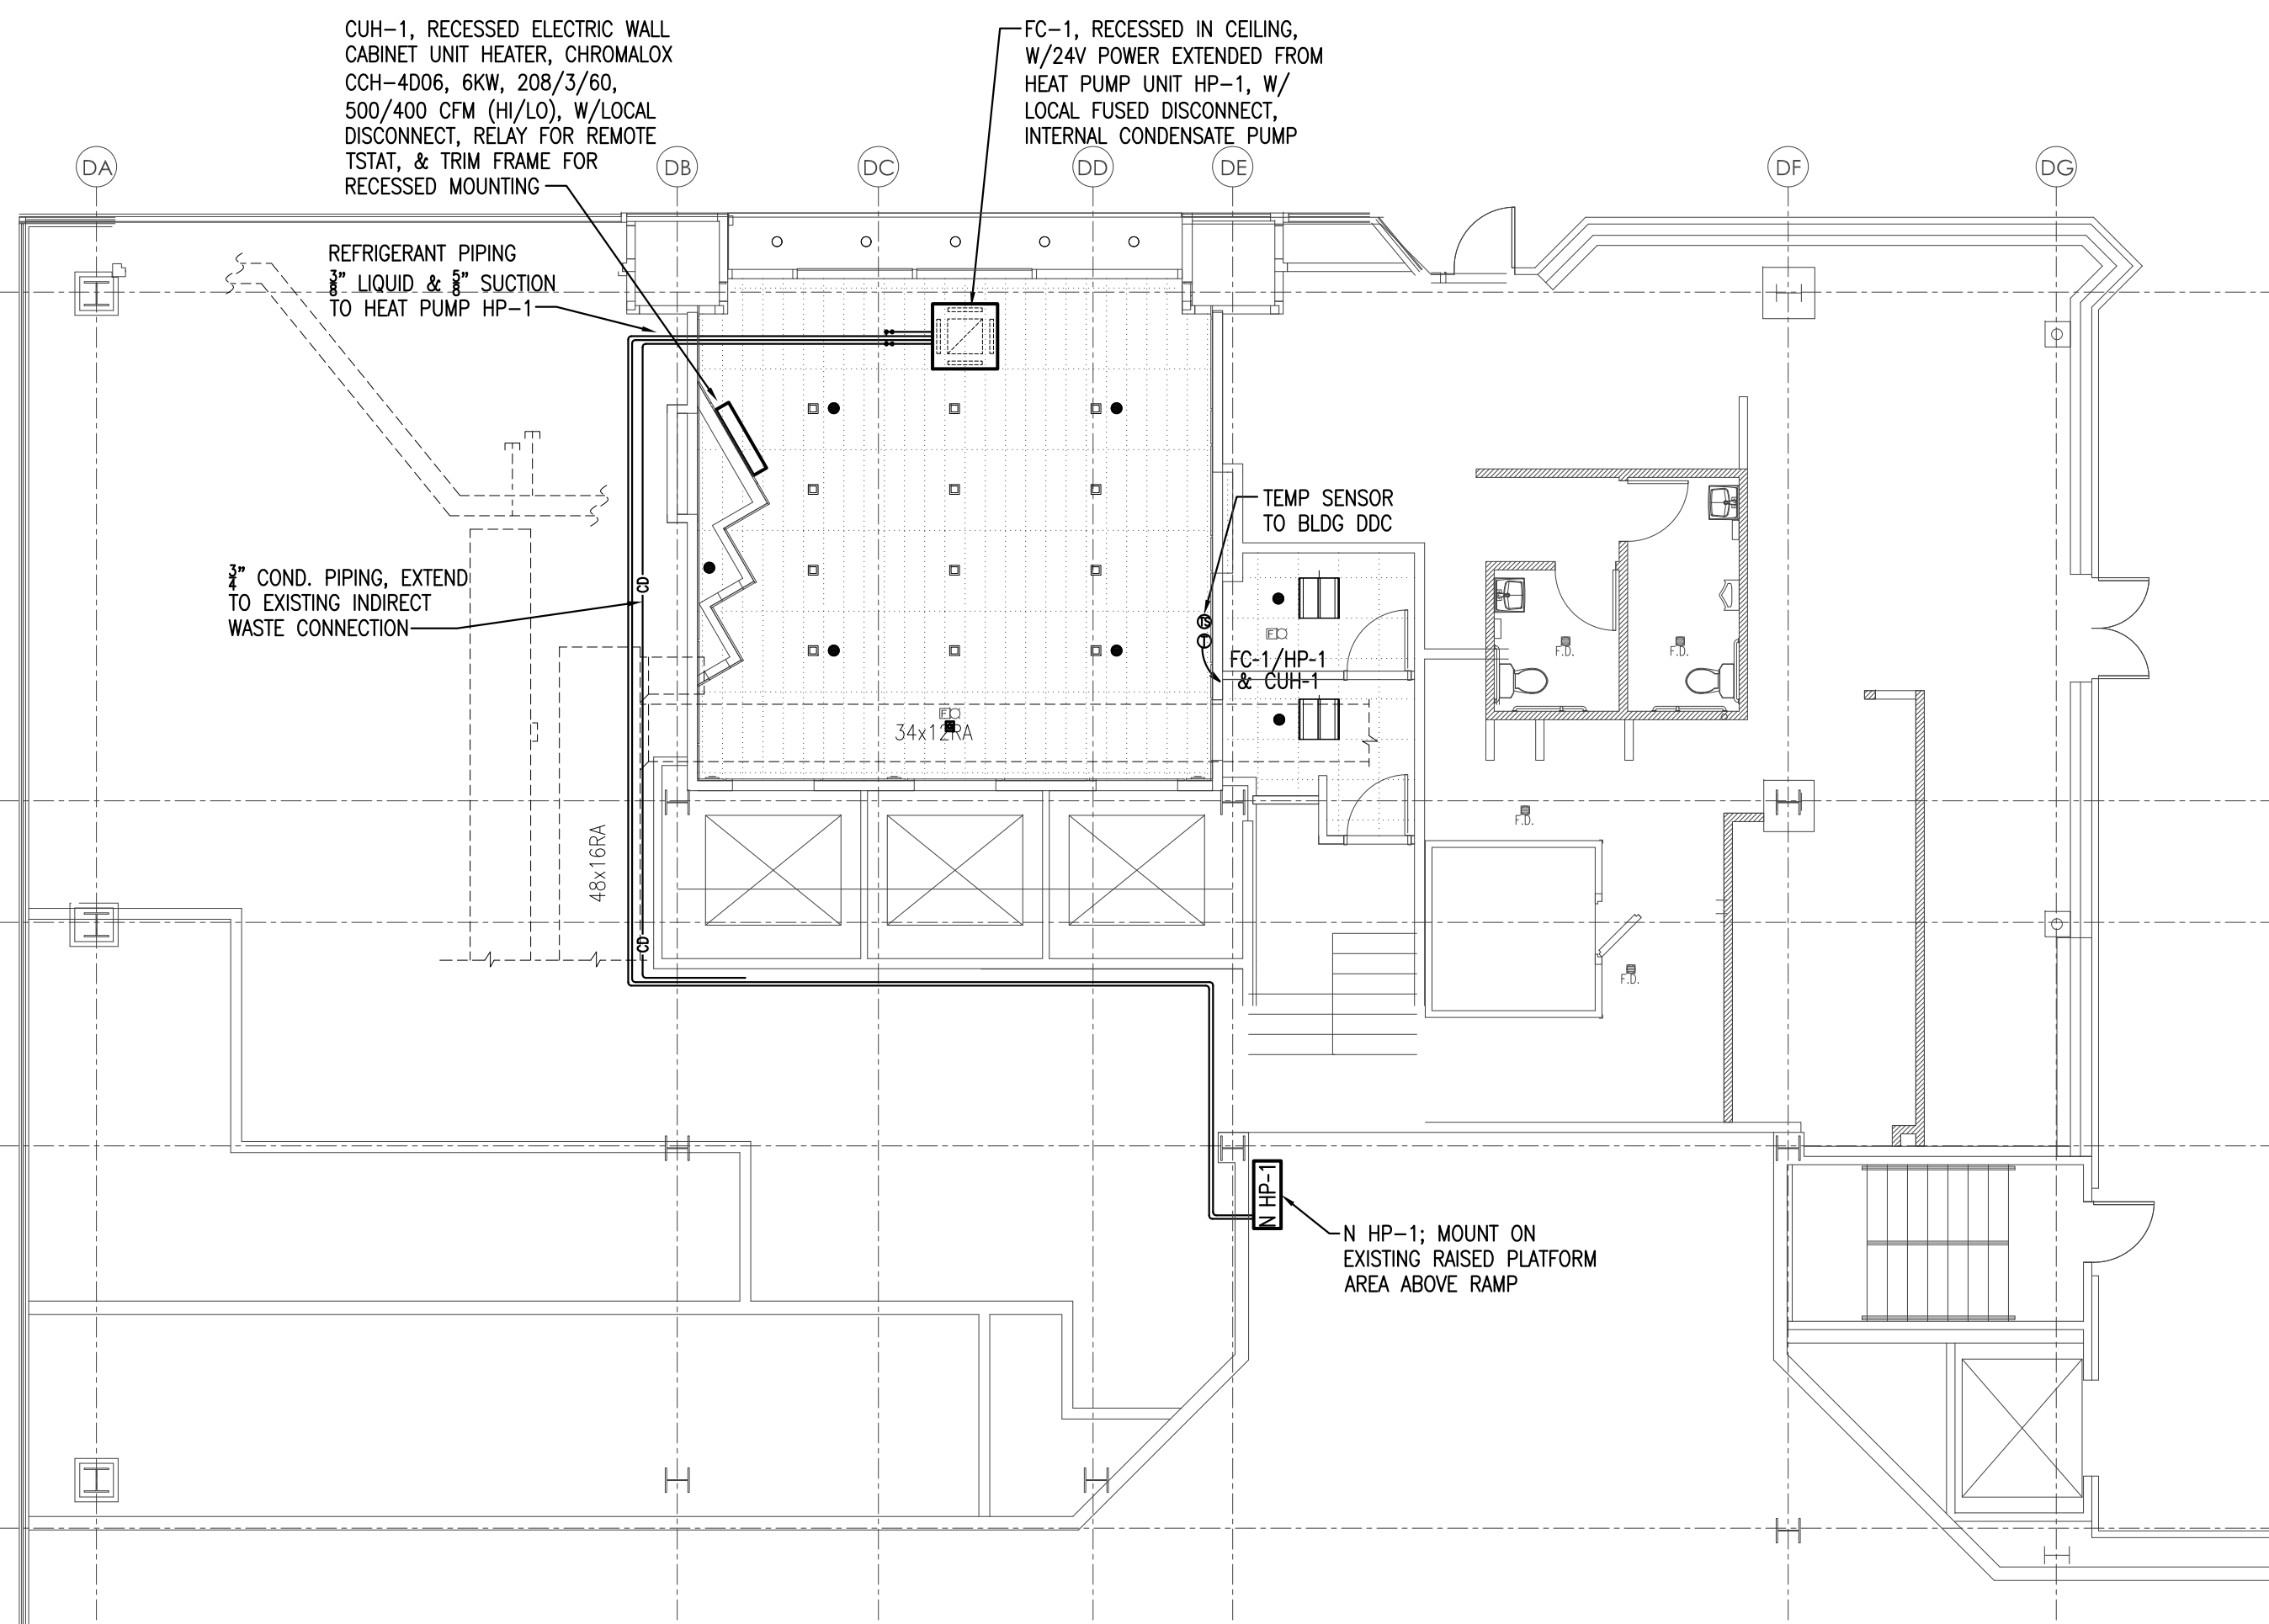 CUH-1, RECESSED ELECTRIC WALL
CABINET UNIT HEATER, CHROMALOX
CCH-4D06, 6KW, 208/3/60,
500/400 CFM (HI/LO), W/LOCAL
DISCONNECT, RELAY FOR REMOTE
TSTAT, & TRIM FRAME FOR
RECESSED MOUNTING
FC-1, RECESSED IN CEILING,
W/24V POWER EXTENDED FROM
HEAT PUMP UNIT HP-1, W/
LOCAL FUSED DISCONNECT,
INTERNAL CONDENSATE PUMP
DA
DB
DC
DD
DE
DF
DG
REFRIGERANT PIPING
3/8" LIQUID & 5/8" SUCTION
TO HEAT PUMP HP-1
TEMP SENSOR
TO BLDG DDC
3/4" COND. PIPING, EXTEND
TO EXISTING INDIRECT
WASTE CONNECTION
CD
TS
T
FC-1/HP-1
& CUH-1
F
F
F.D.
F.D.
34x12RA
48x16RA
F.D.
CD
F.D.
N HP-1
N HP-1; MOUNT ON
EXISTING RAISED PLATFORM
AREA ABOVE RAMP